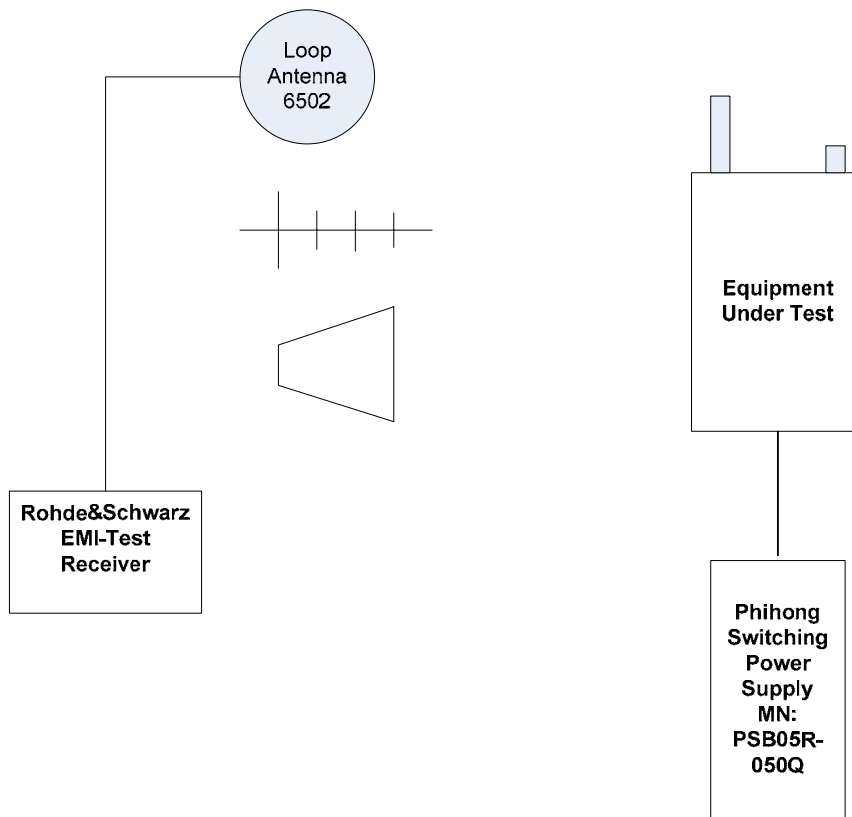 Loop
Antenna
6502
Equipment
Under Test
Rohde&Schwarz
EMI-Test
Receiver
Phihong
Switching
Power
Supply
MN:
PSB05R-
050Q